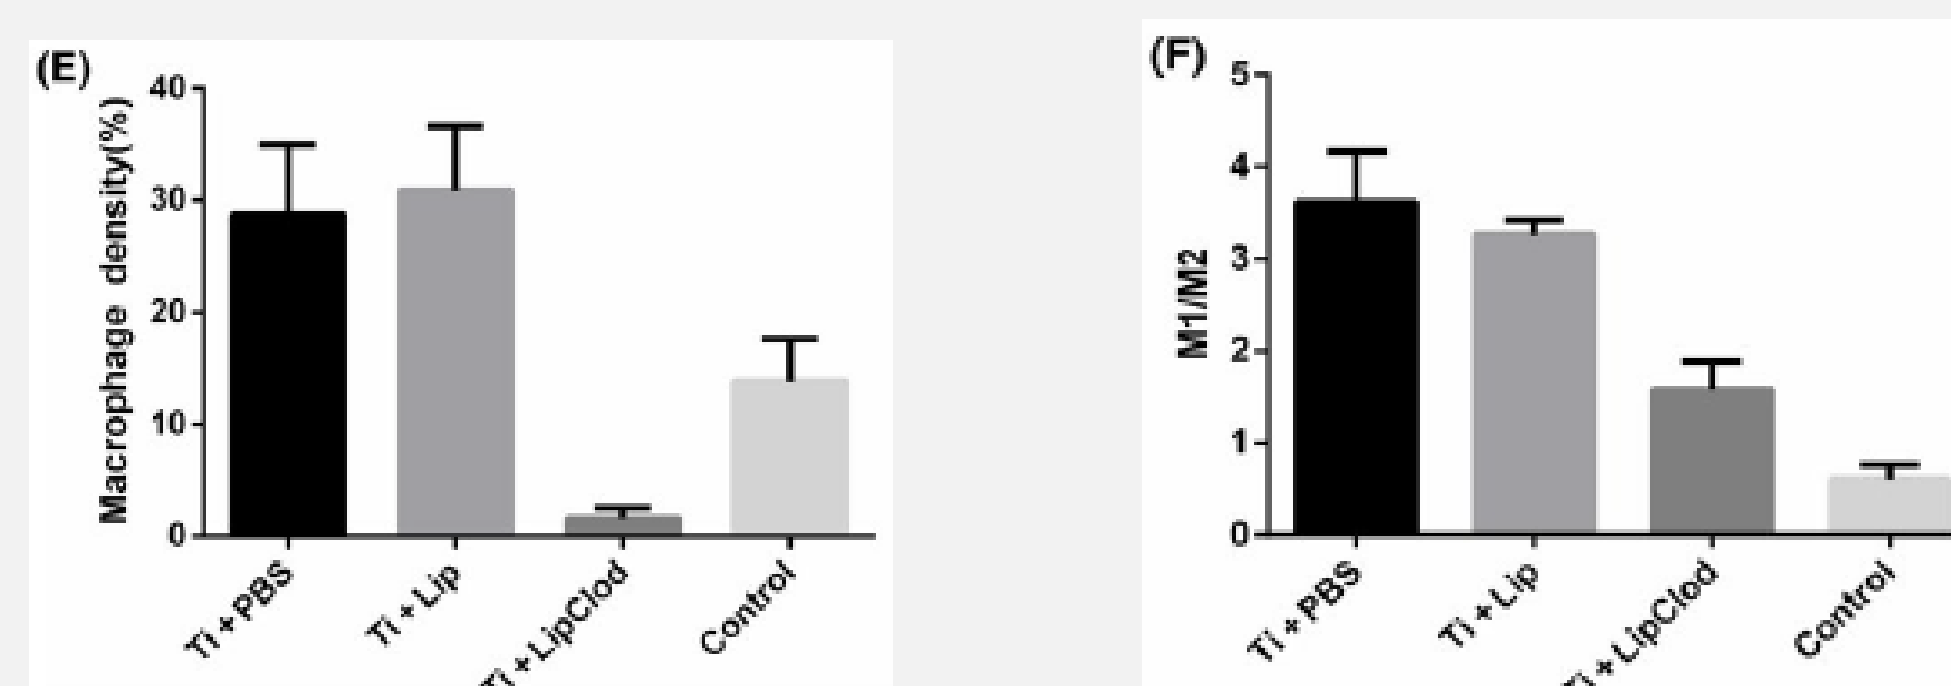 (E)
Macrophage density(%)
40
30
20
10
0
Ti + PBS
Ti + Lip
Ti + LipClod
Control
(F)
M1/M2
5
4
3
2
1
0
Ti + PBS
Ti + Lip
Ti + LipClod
Control